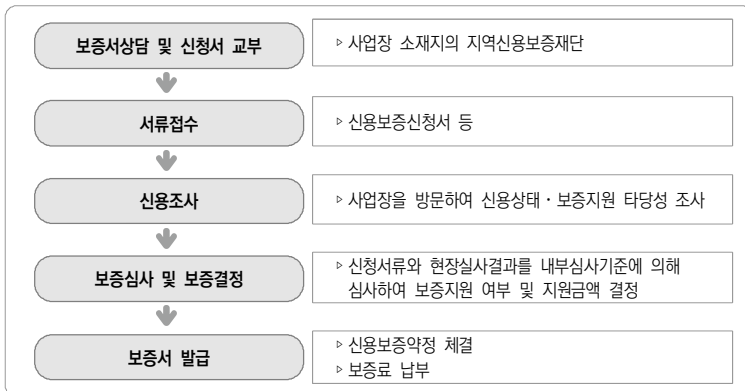 보증서상담 및 신청서 교부
▹ 사업장 소재지의 지역신용보증재단
서류접수
▹ 신용보증신청서 등
신용조사
▹ 사업장을 방문하여 신용상태・보증지원 타당성 조사
보증심사 및 보증결정
▹ 신청서류와 현장실사결과를 내부심사기준에 의해
심사하여 보증지원 여부 및 지원금액 결정
보증서 발급
▹ 신용보증약정 체결
▹ 보증료 납부